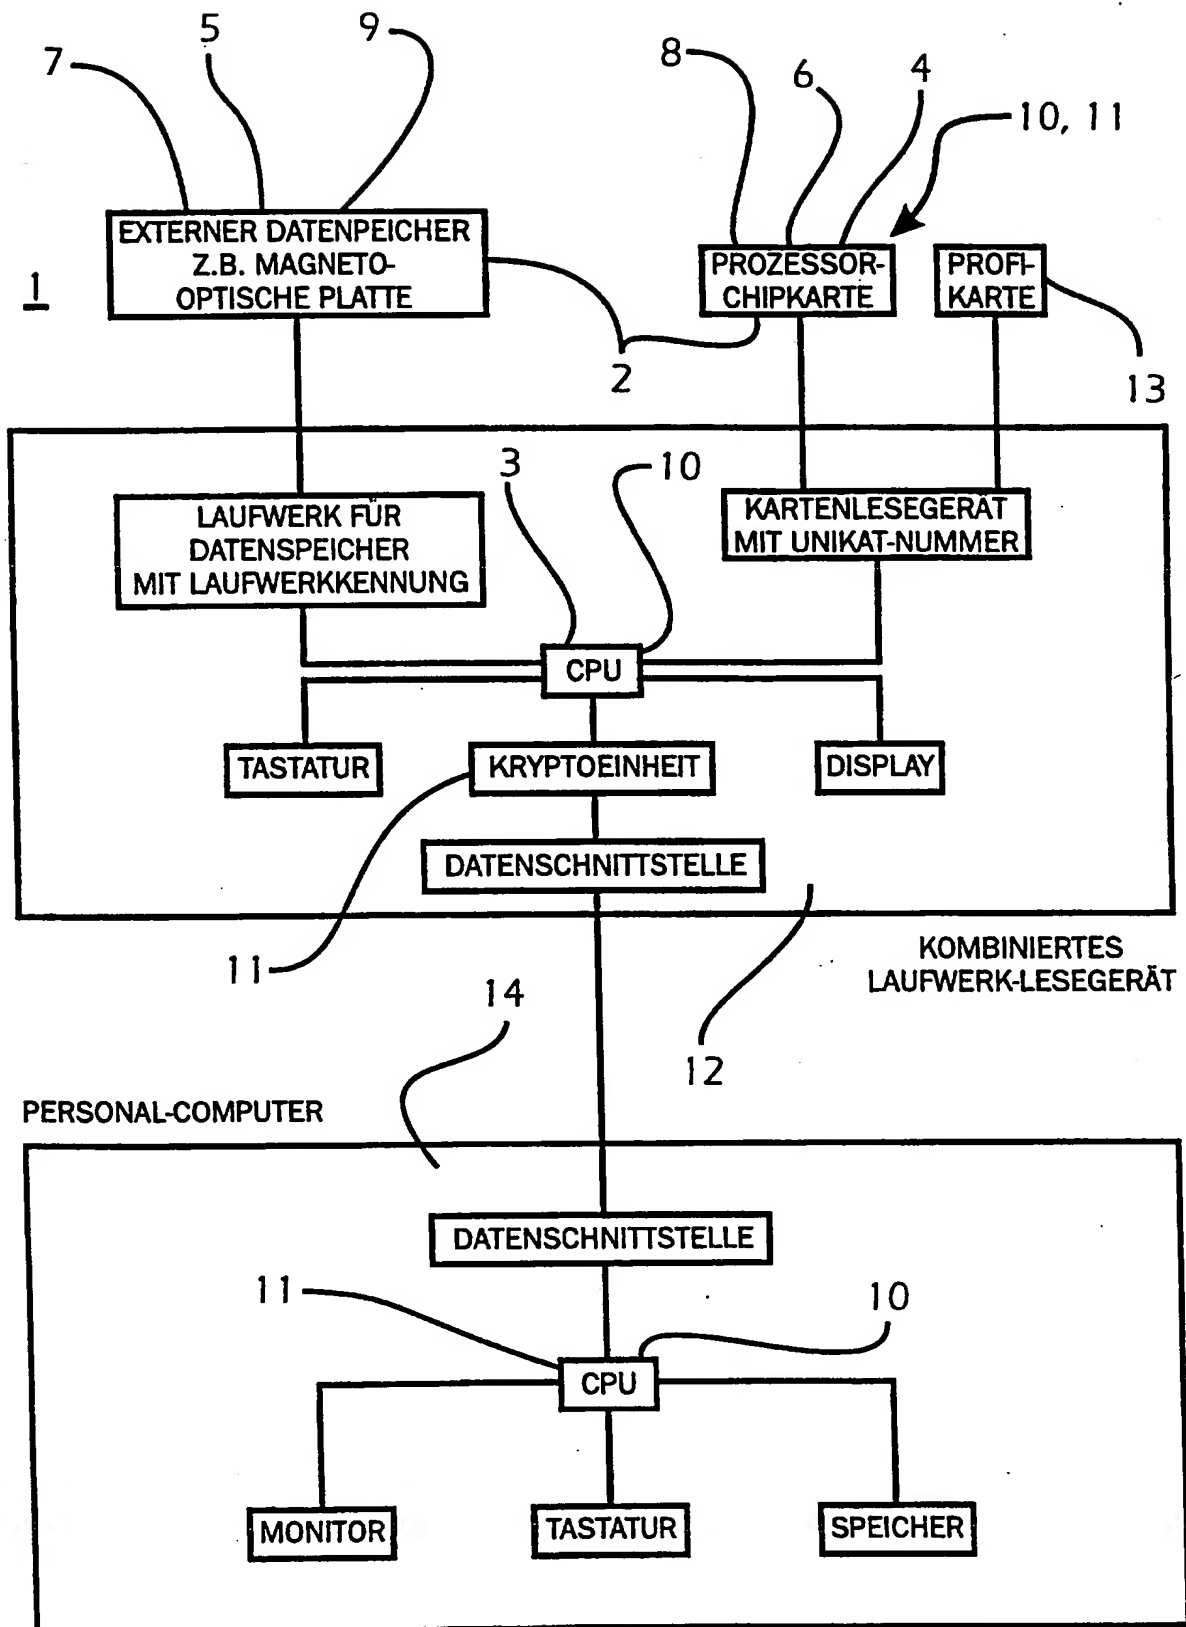 5
9
7
8
6
4
10, 11
EXTERNER DATENPEICHER
Z.B. MAGNETO-
OPTISCHE PLATTE
PROZESSOR-
CHIPKARTE
PROFI-
KARTE
1
2
13
3
10
LAUFWERK FÜR
DATENSPEICHER
MIT LAUFWERKKENNUNG
KARTENLESEGERÄT
MIT UNIKAT-NUMMER
CPU
TASTATUR
KRYPTOEINHEIT
DISPLAY
DATENSCHNITTSTELLE
11
KOMBINIERTES
LAUFWERK-LESEGERÄT
14
12
PERSONAL-COMPUTER
DATENSCHNITTSTELLE
11
10
CPU
MONITOR
TASTATUR
SPEICHER